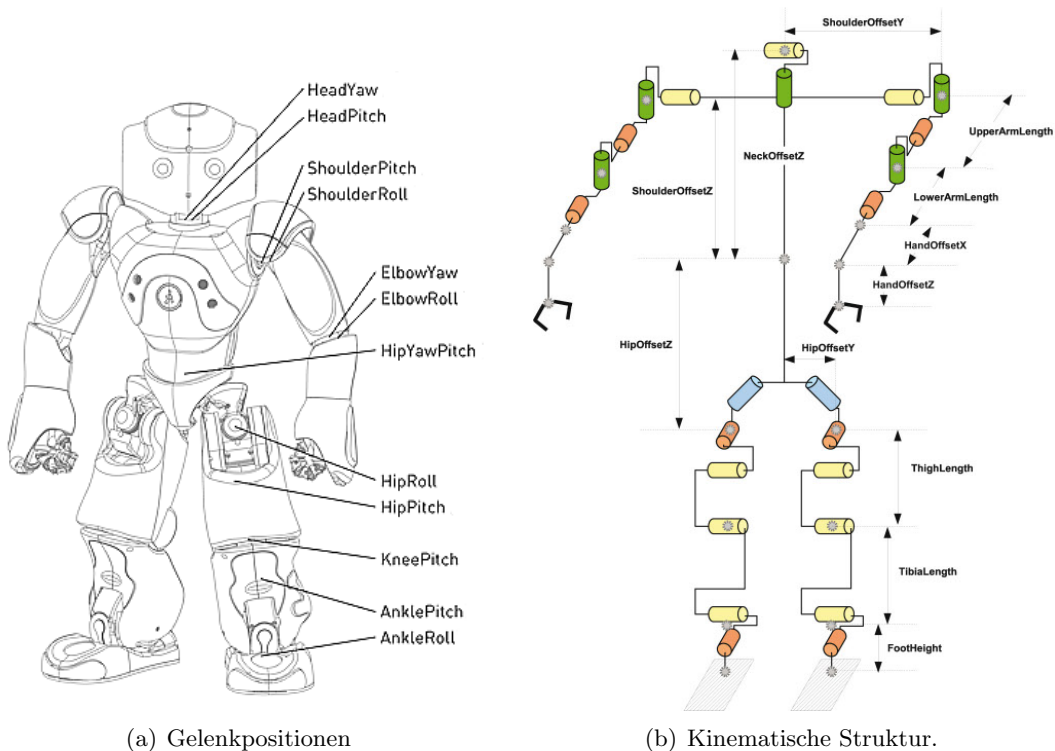 HeadYaw
HeadPitch
ShoulderPitch
ShoulderRoll
ElbowYaw
ElbowRoll
HipYawPitch
HipRoll
HipPitch
KneePitch
AnklePitch
AnkleRoll
(a) Gelenkpositionen
ShoulderOffsetY
UpperArmLength
NeckOffsetZ
ShoulderOffsetZ
LowerArmLength
HandOffsetX
HandOffsetZ
HipOffsetZ
HipOffsetY
ThighLength
TibiaLength
FootHeight
(b) Kinematische Struktur.